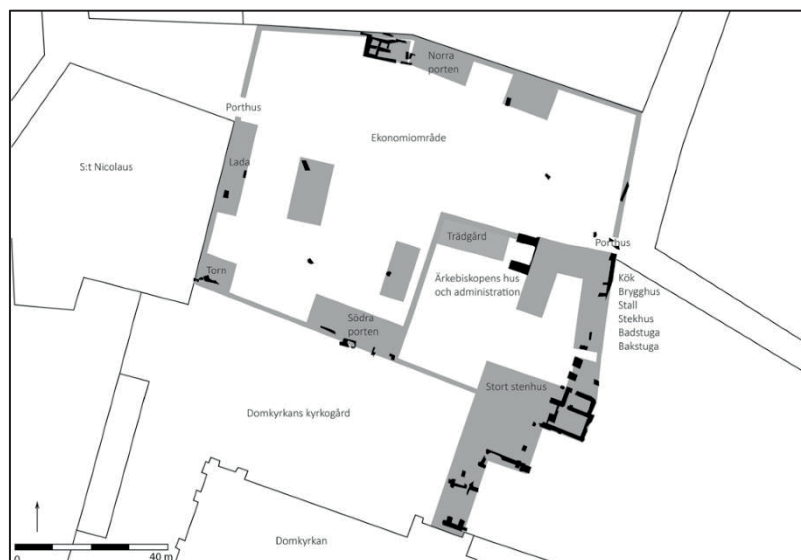 Norra
porten
Porthus
Ekonomiområde
S:t Nicolaus
Lada
Trädgård
Porthus
Torn
Ärkebiskopens hus
och administration
Kök
Brygghus
Stall
Stekhus
Badstuga
Bakstuga
Södra
porten
Stort stenhus
Domkyrkans kyrkogård
Domkyrkan
0
40 m